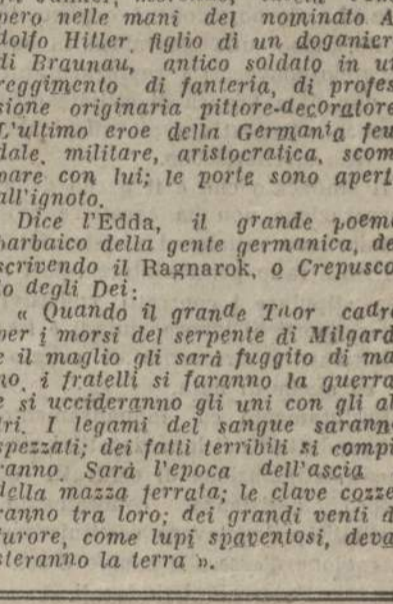 pero nelle mani del nominato A
dolfo Hitler, figlio di un doganier
di Braunau, antico soldato in u
reggimento di fanteria, di profes
sione originaria pittore-decoratore
L'ultimo eroe della Germania feu
dale, militare, aristocratica, scom
pare con lui; le porte sono apert
all'ignoto.
Dice l'Edda, il grande poema
barbaico della gente germanica, de
scrivendo il Ragnarok, o Crepusco
lo degli Dei:
« Quando il grande Thor cadrà
per i morsi del serpente di Milgard
e il maglio gli sarà fuggito di ma
no, i fratelli si faranno la guerra
e si uccideranno gli uni con gli al
tri. I legami del sangue sarann
spezzati; dei fatti terribili si compi
ranno. Sarà l'epoca dell'ascia
della mazza ferrata; le clave cozze
ranno tra loro; dei grandi venti d
furore, come lupi spaventosi, deva
steranno la terra ».